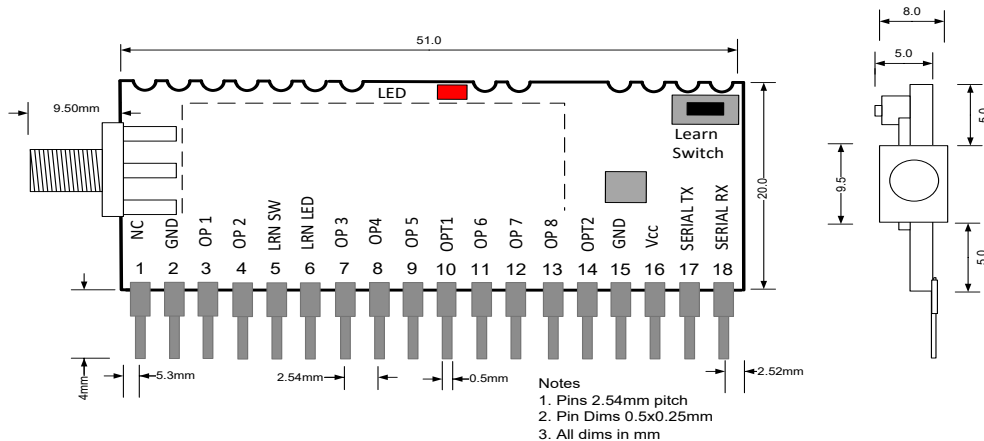 51.0
8.0
5.0
9.50mm
LED
Learn
Switch
5.0
9.5
20.0
5.0
NC
GND
OP 1
OP 2
LRN SW
LRN LED
OP 3
OP4
OP 5
OPT1
OP 6
OP 7
OP 8
OPT2
GND
Vcc
SERIAL TX
SERIAL RX
1 2 3 4 5 6 7 8 9 10 11 12 13 14 15 16 17 18
4mm
5.3mm
2.54mm
0.5mm
2.52mm
Notes
1. Pins 2.54mm pitch
2. Pin Dims 0.5x0.25mm
3. All dims in mm